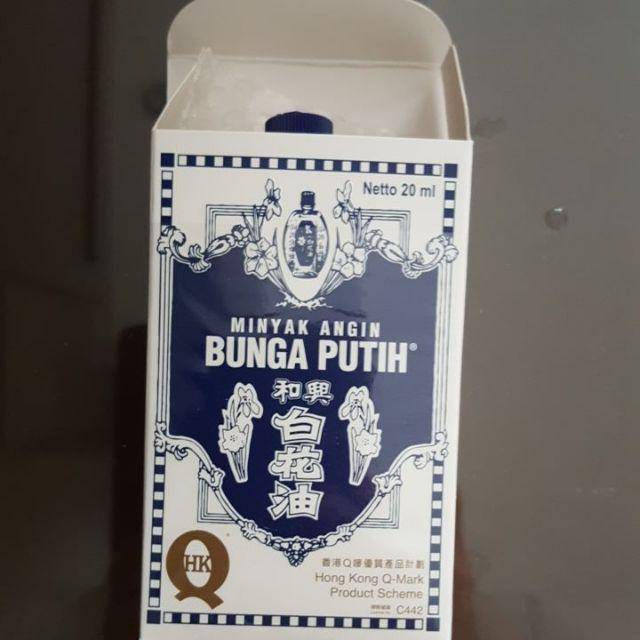 Netto 20 ml
MINYAK ANGIN
BUNGA PUTIH®
和興
白花油
HK
Q
香港Q嘜優質產品計劃
Hong Kong Q-Mark
Product Scheme
C442